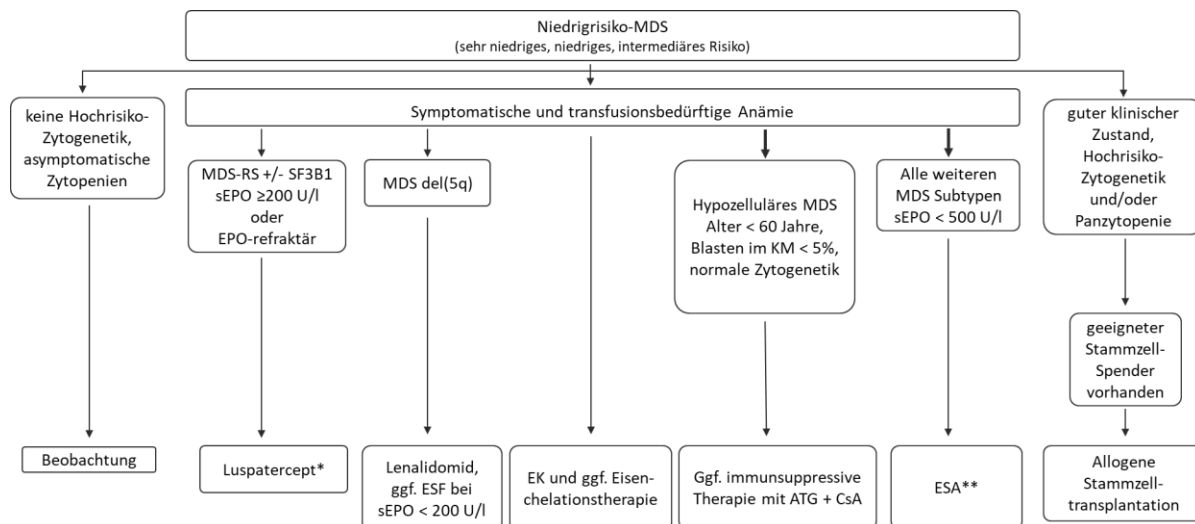 Niedrigrisiko-MDS
(sehr niedriges, niedriges, intermediäres Risiko)
keine Hochrisiko-
Zytogenetik,
asymptomatische
Zytopenien
Symptomatische und transfusionsbedürftige Anämie
guter klinischer
Zustand,
Hochrisiko-
Zytogenetik
und/oder
Panzytopenie
MDS-RS +/- SF3B1
sEPO ≥200 U/l
oder
EPO-refraktär
MDS del(5q)
Hypozelluläres MDS
Alter < 60 Jahre,
Blasten im KM < 5%,
normale Zytogenetik
Alle weiteren
MDS Subtypen
sEPO < 500 U/l
geeigneter
Stammzell-
Spender
vorhanden
Beobachtung
Luspatercept*
Lenalidomid,
ggf. ESF bei
sEPO < 200 U/l
EK und ggf. Eisen-
chelationstherapie
Ggf. immunsuppressive
Therapie mit ATG + CsA
ESA**
Allogene
Stammzell-
transplantation